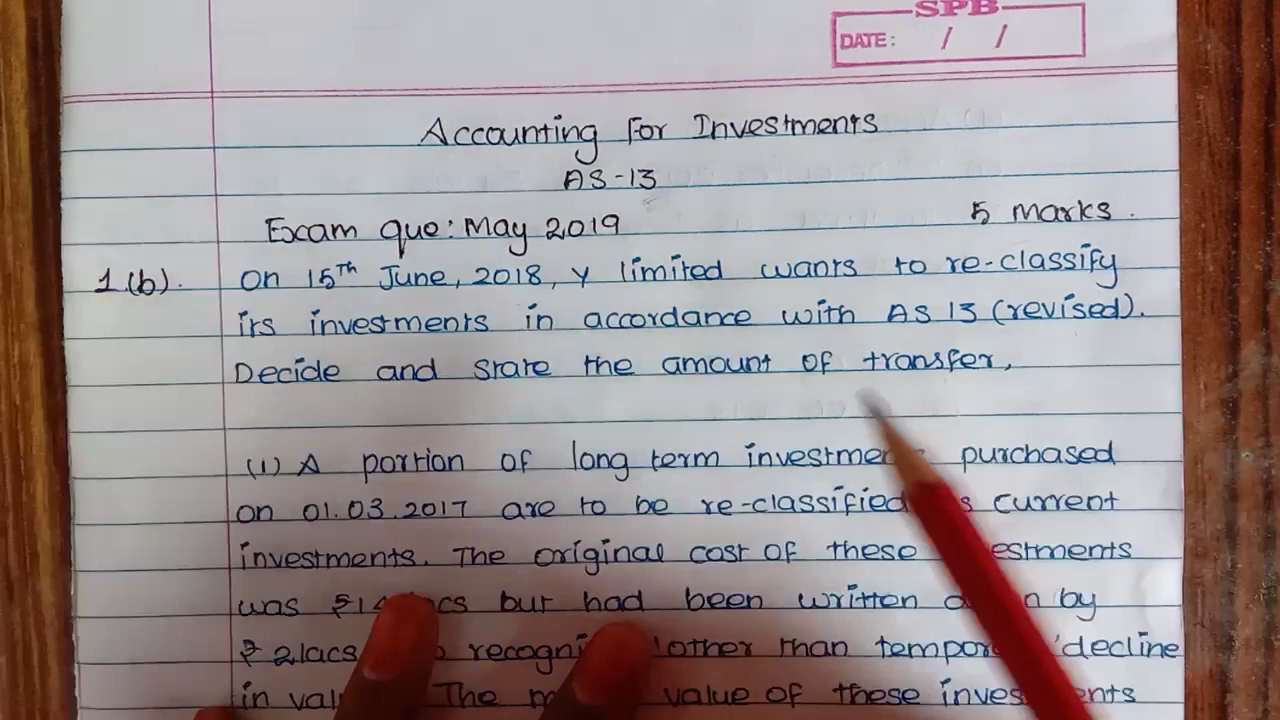 SPB
DATE: / /
Accounting For Investments
AS-13
Exam que: May 2019 5 marks.
1(b). On 15th June, 2018, Y limited wants to re-classify
its investments in accordance with AS 13 (revised).
Decide and state the amount of transfer,
(1) A portion of long term purchased
on 01.03.2017 are to be re-classified current
investments. The original cost of these
was but had been written by
₹ 2lacs other than decline
in The value of these